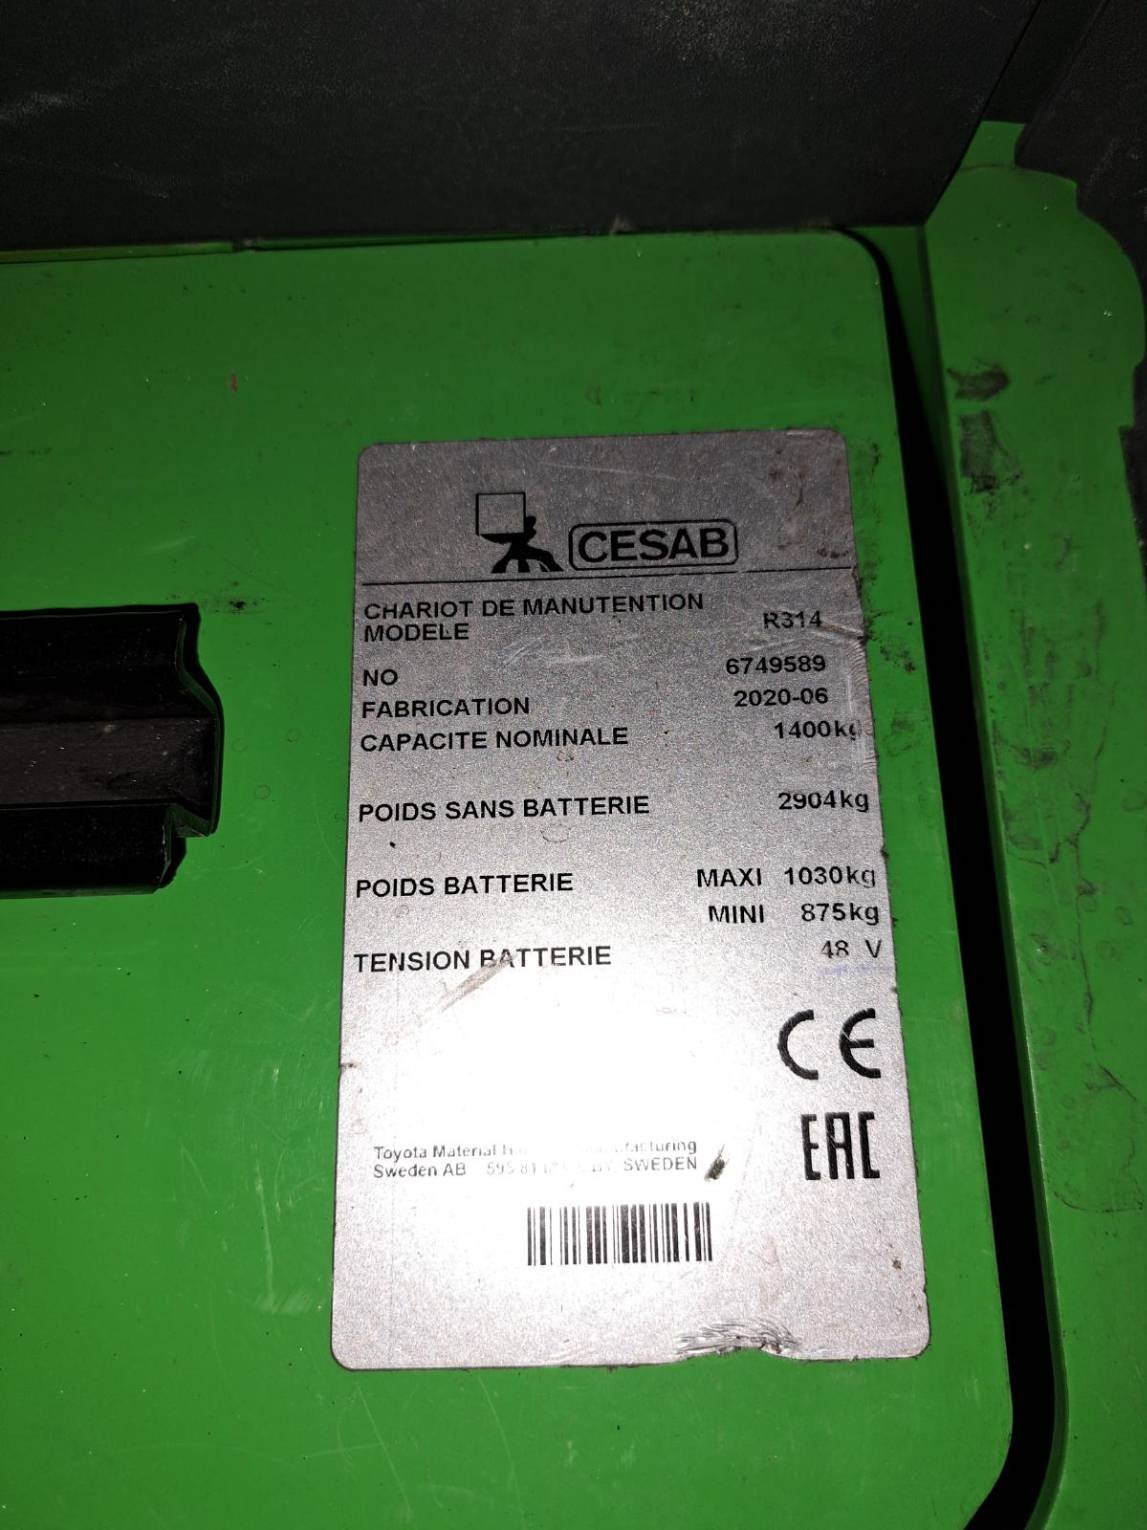 CESAB
CHARIOT DE MANUTENTION
MODELE R314
NO 6749589
FABRICATION 2020-06
CAPACITE NOMINALE 1400kg
POIDS SANS BATTERIE 2904kg
POIDS BATTERIE MAXI 1030kg
MINI 875kg
TENSION BATTERIE 48 V
CE
EAC
Toyota Material
Sweden AB SWEDEN